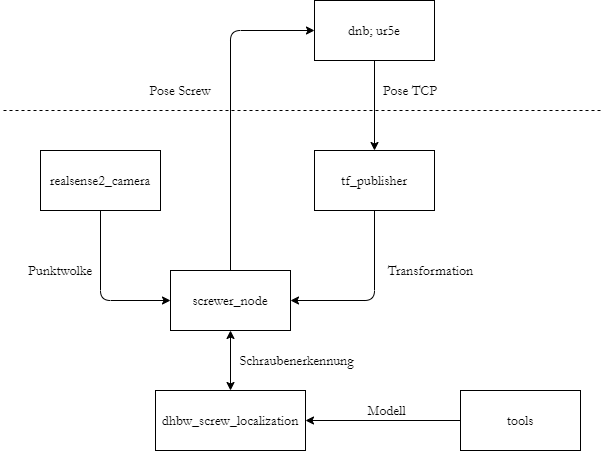 dnb; ur5e
Pose Screw
Pose TCP
realsense2_camera
tf_publisher
Punktwolke
Transformation
screwer_node
Schraubenerkennung
dhbw_screw_localization
Modell
tools